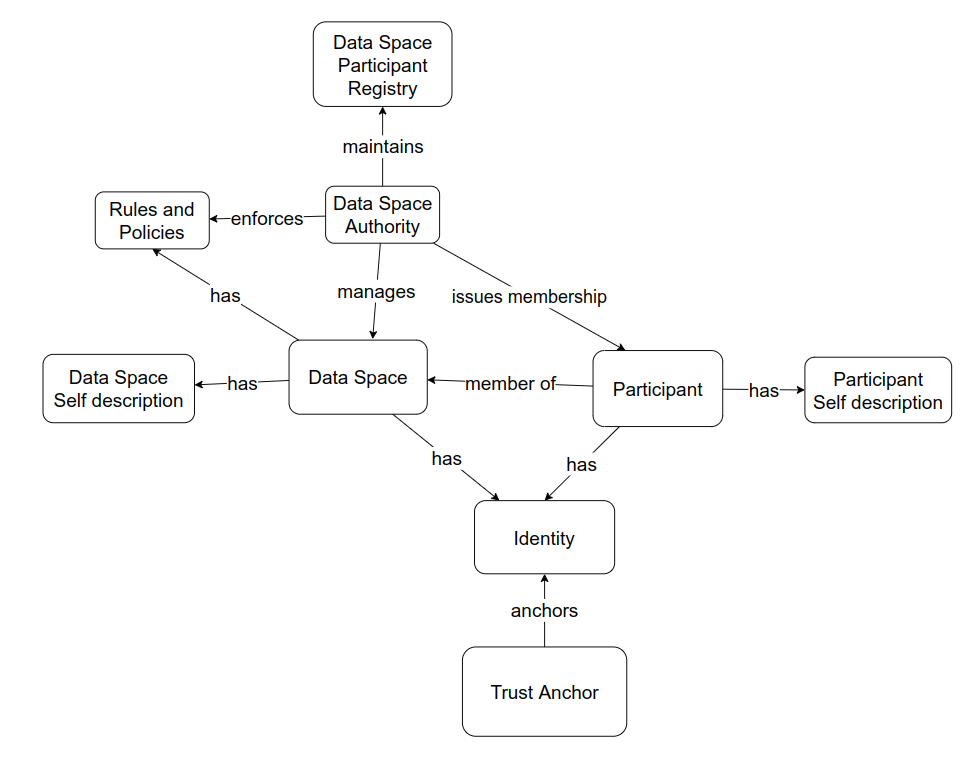 Data Space
Participant
Registry
maintains
Data Space
Authority
Rules and
Policies
enforces
has
manages
issues membership
Data Space
Self description
has
Data Space
member of
Participant
has
Participant
Self description
has
has
Identity
anchors
Trust Anchor